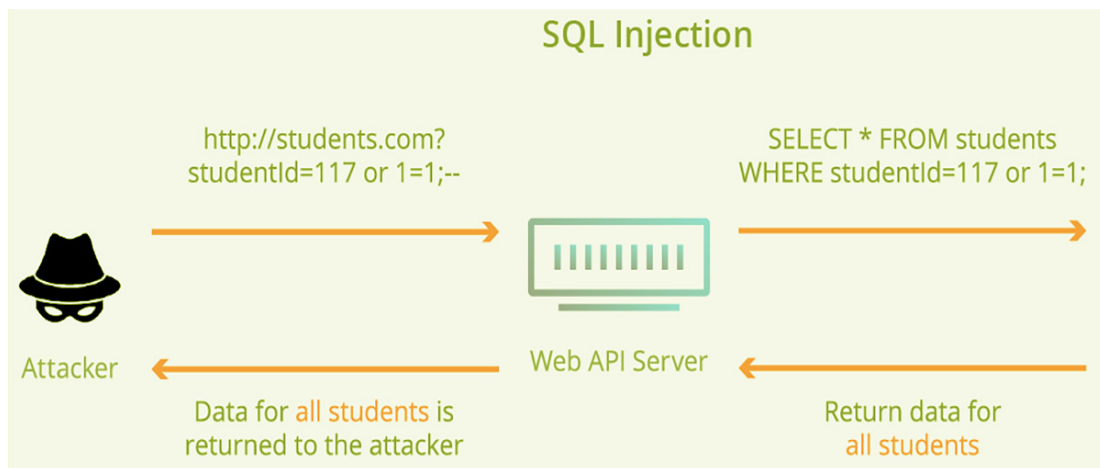 SQL Injection
http://students.com?
studentId=117 or 1=1;--
SELECT * FROM students
WHERE studentId=117 or 1=1;
Attacker
Web API Server
Data for all students is
returned to the attacker
Return data for
all students